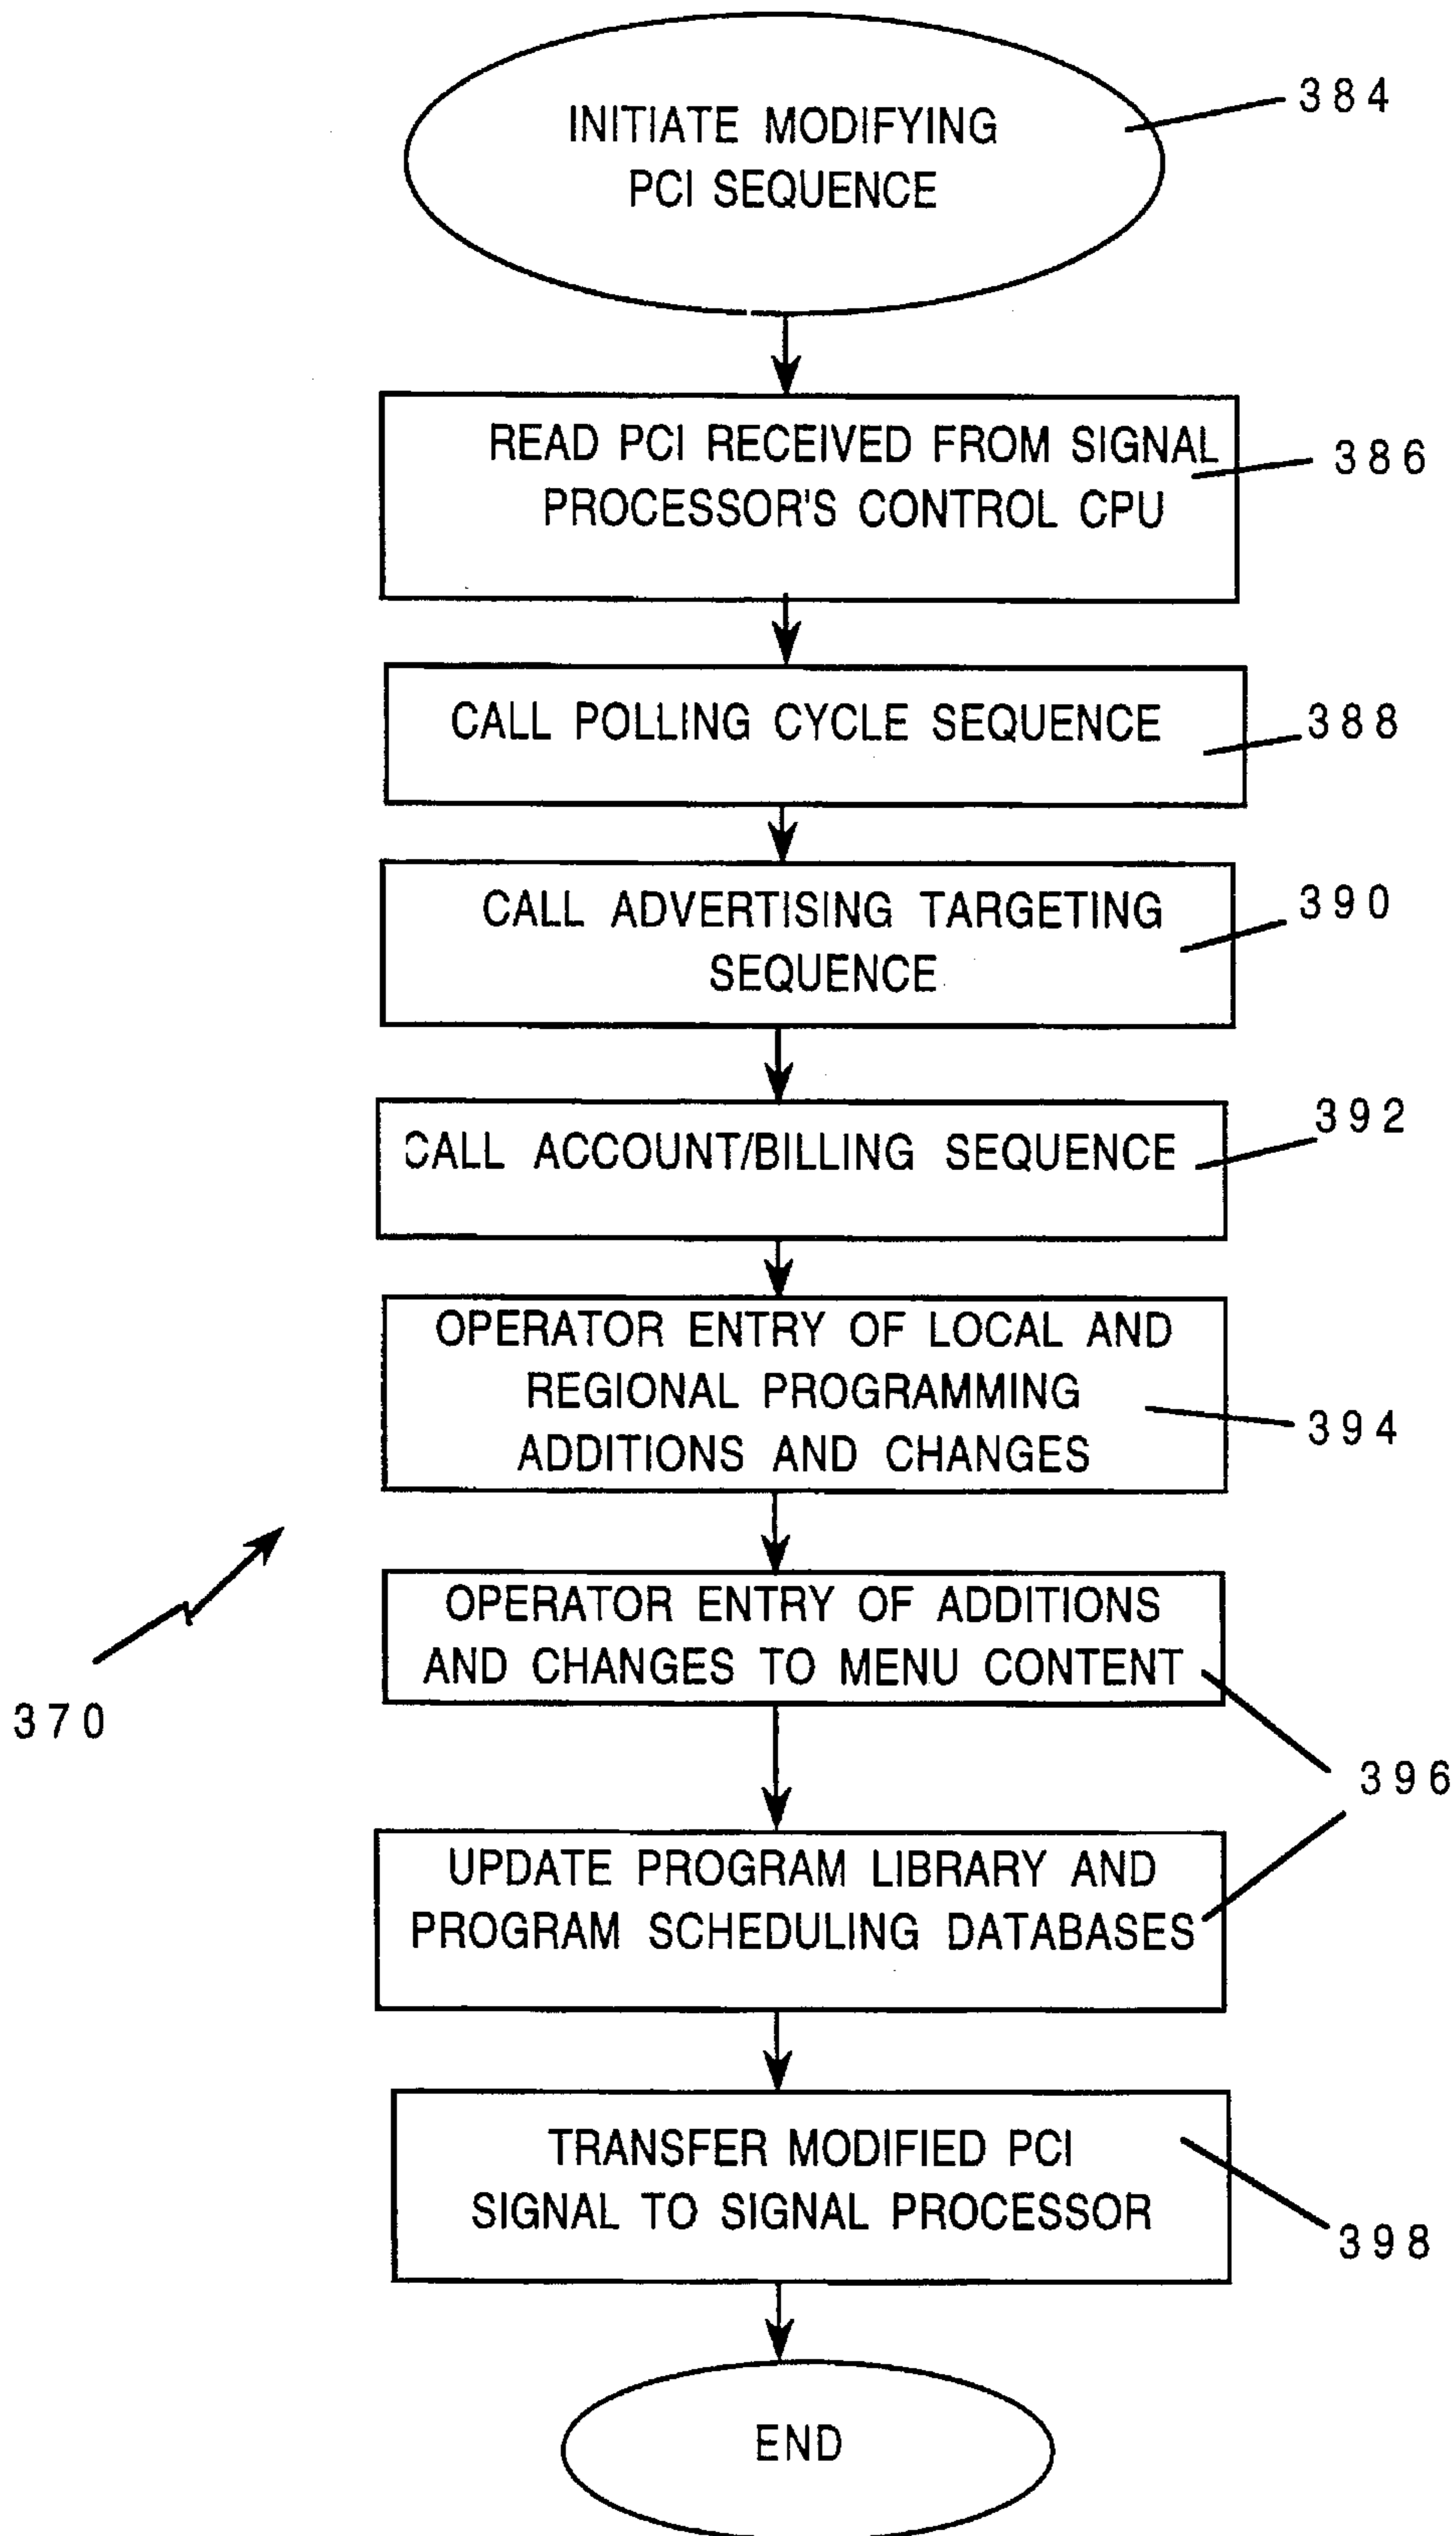 INITIATE MODIFYING
PCI SEQUENCE
384
READ PCI RECEIVED FROM SIGNAL
PROCESSOR'S CONTROL CPU
386
CALL POLLING CYCLE SEQUENCE
388
CALL ADVERTISING TARGETING
SEQUENCE
390
CALL ACCOUNT/BILLING SEQUENCE
392
OPERATOR ENTRY OF LOCAL AND
REGIONAL PROGRAMMING
ADDITIONS AND CHANGES
394
OPERATOR ENTRY OF ADDITIONS
AND CHANGES TO MENU CONTENT
370
396
UPDATE PROGRAM LIBRARY AND
PROGRAM SCHEDULING DATABASES
TRANSFER MODIFIED PCI
SIGNAL TO SIGNAL PROCESSOR
398
END